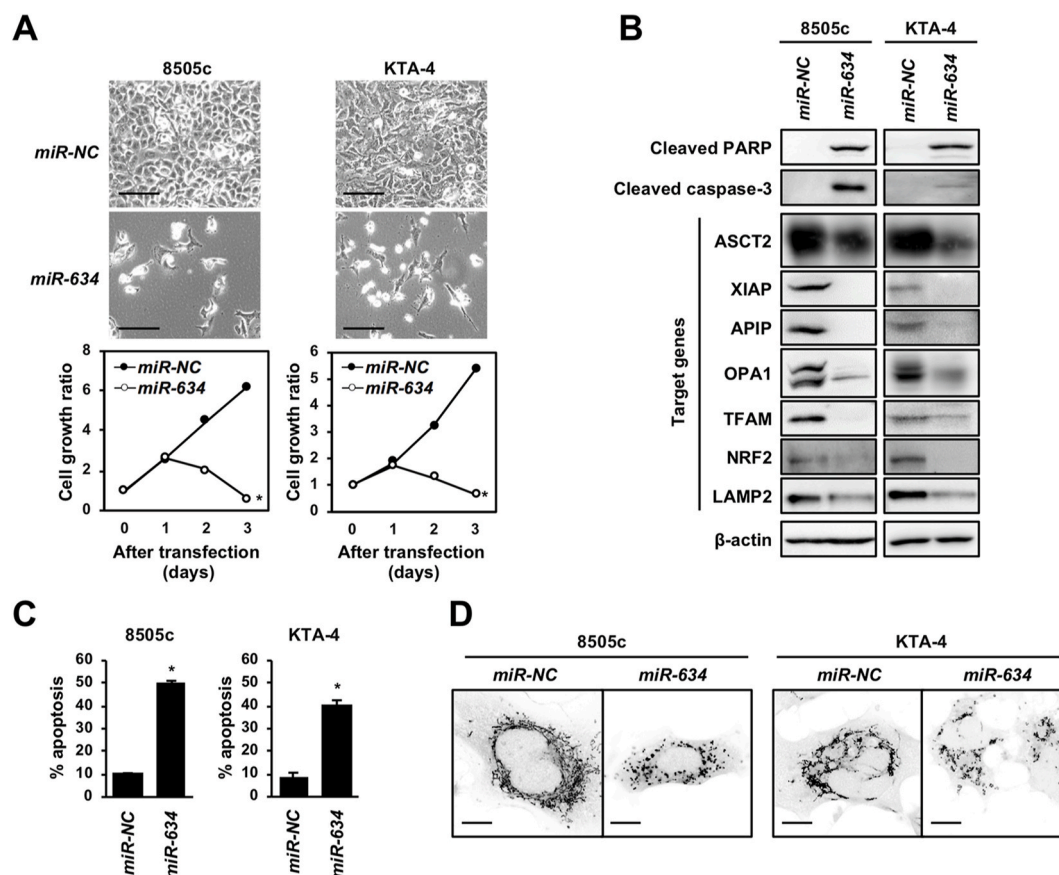 A
8505c
KTA-4
miR-NC
miR-634
8
6
4
2
0
Cell growth ratio
miR-NC
miR-634
*
0 1 2 3
After transfection
(days)
6
5
4
3
2
1
0
Cell growth ratio
miR-NC
miR-634
*
0 1 2 3
After transfection
(days)
B
8505c
KTA-4
miR-NC
miR-634
miR-NC
miR-634
Cleaved PARP
Cleaved caspase-3
Target genes
ASCT2
XIAP
APIP
OPA1
TFAM
NRF2
LAMP2
β-actin
C
8505c
60
50
40
30
20
10
0
% apoptosis
*
miR-NC
miR-634
KTA-4
60
50
40
30
20
10
0
% apoptosis
*
miR-NC
miR-634
D
8505c
KTA-4
miR-NC
miR-634
miR-NC
miR-634